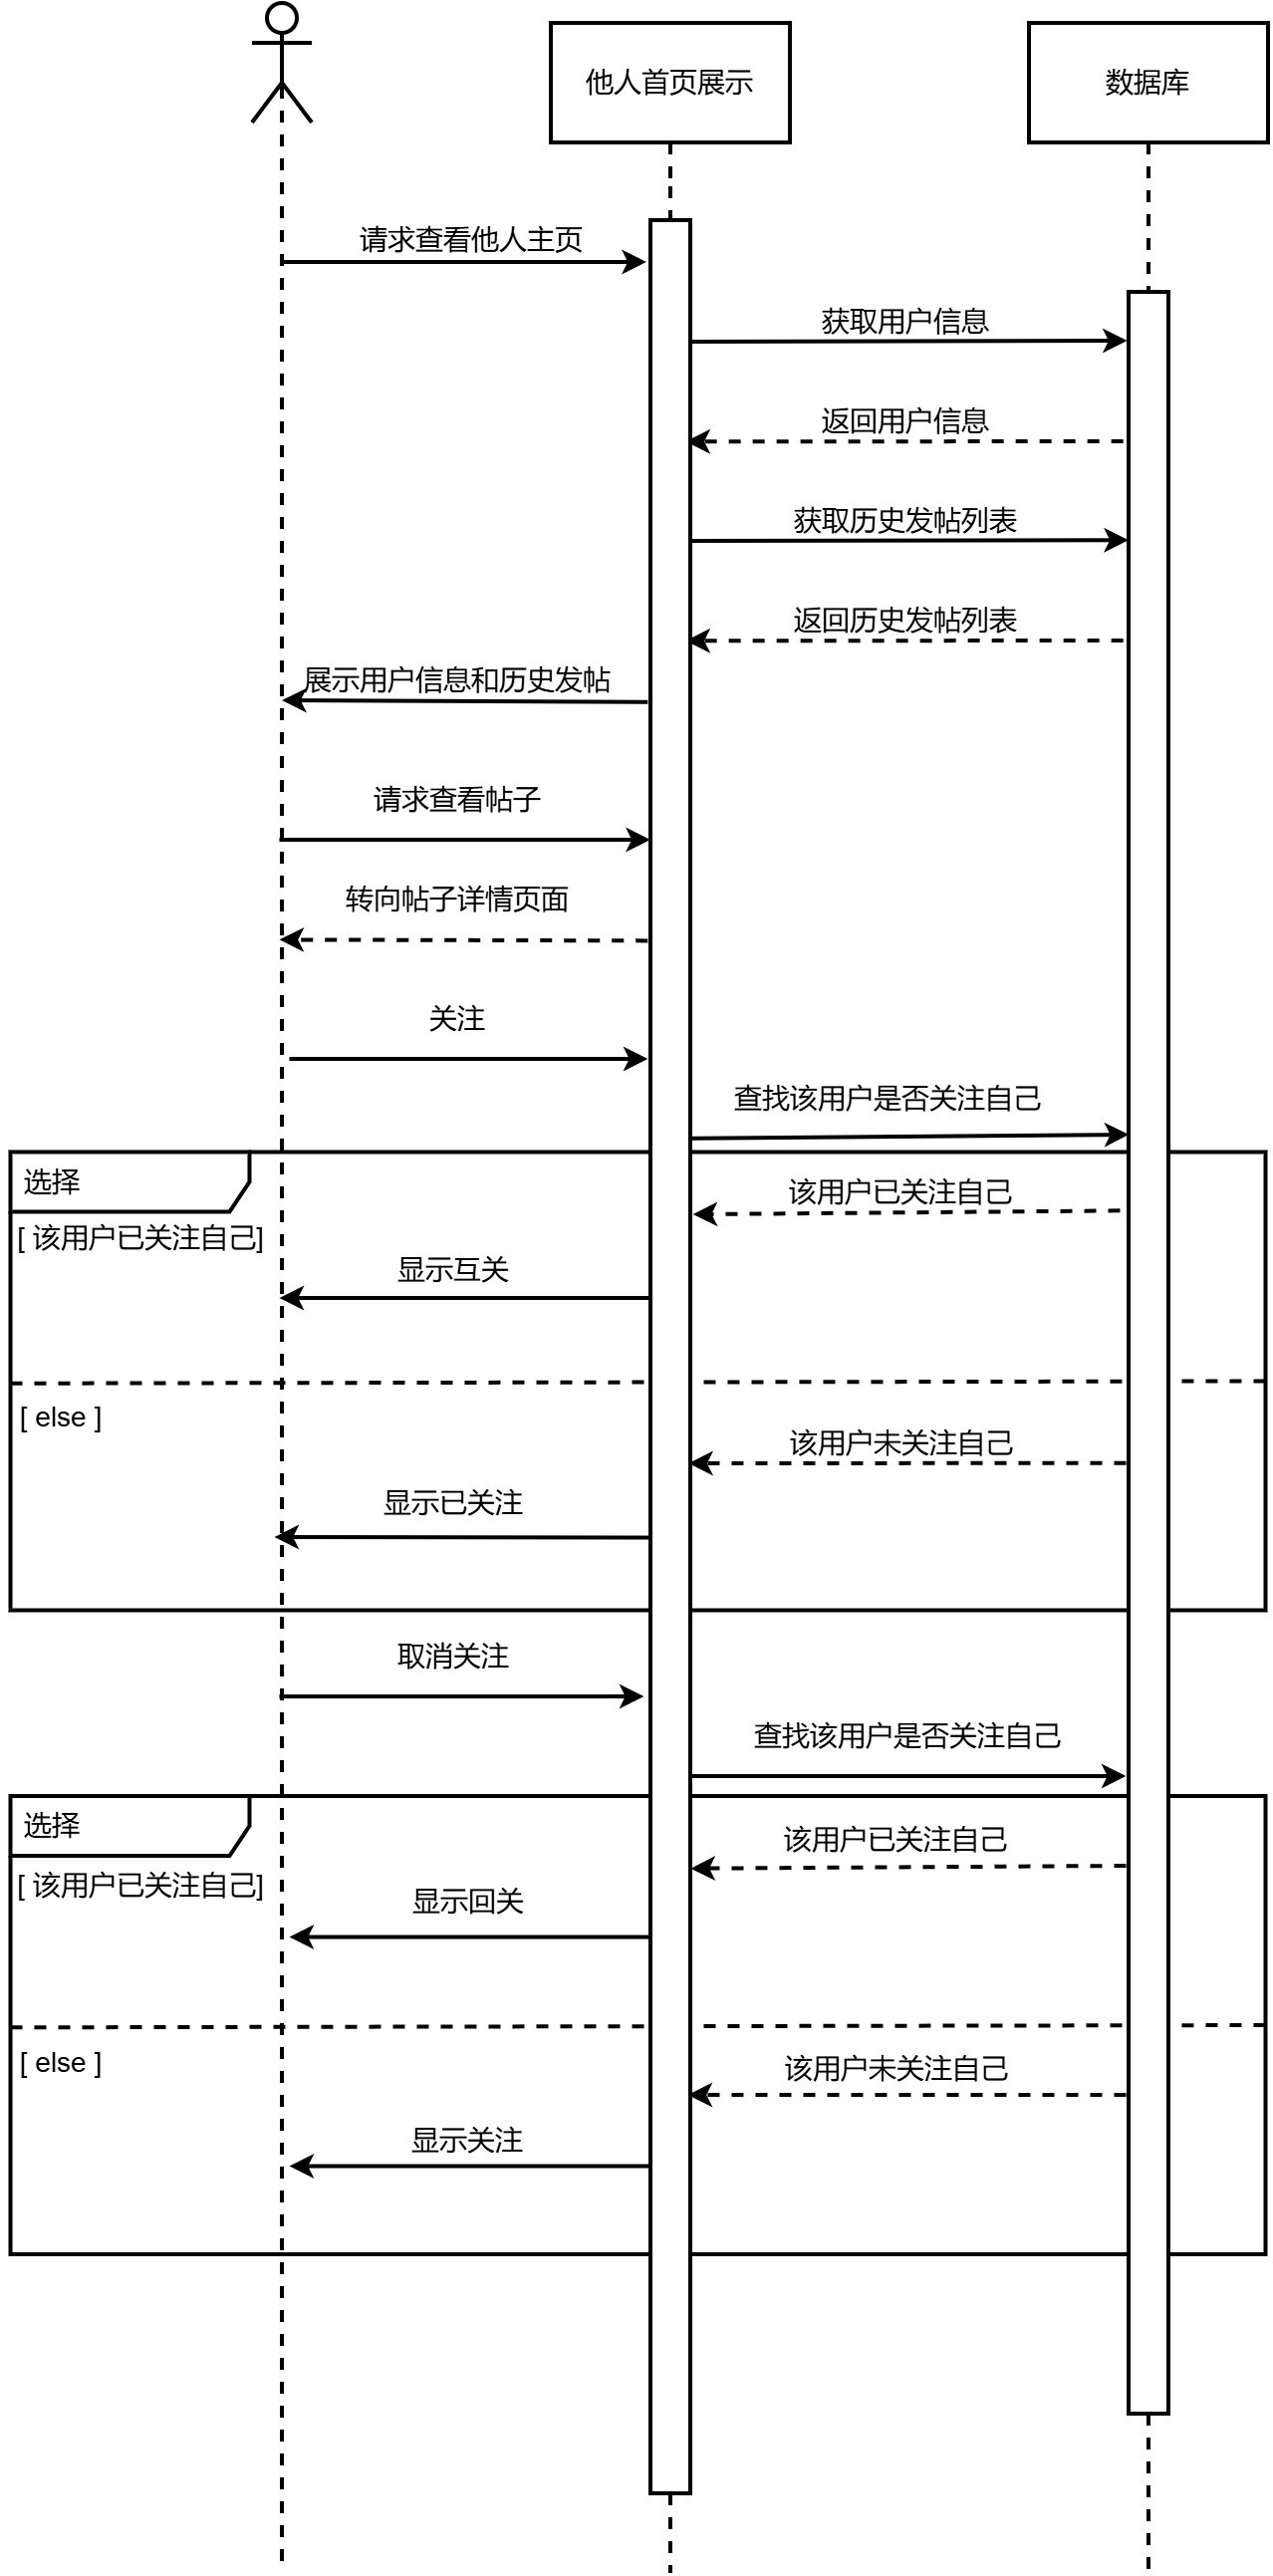 他人首页展示
数据库
请求查看他人主页
获取用户信息
返回用户信息
获取历史发帖列表
返回历史发帖列表
展示用户信息和历史发帖
请求查看帖子
转向帖子详情页面
关注
查找该用户是否关注自己
选择
该用户已关注自己
[ 该用户已关注自己]
显示互关
[ else ]
该用户未关注自己
显示已关注
取消关注
查找该用户是否关注自己
选择
该用户已关注自己
[ 该用户已关注自己]
显示回关
[ else ]
该用户未关注自己
显示关注